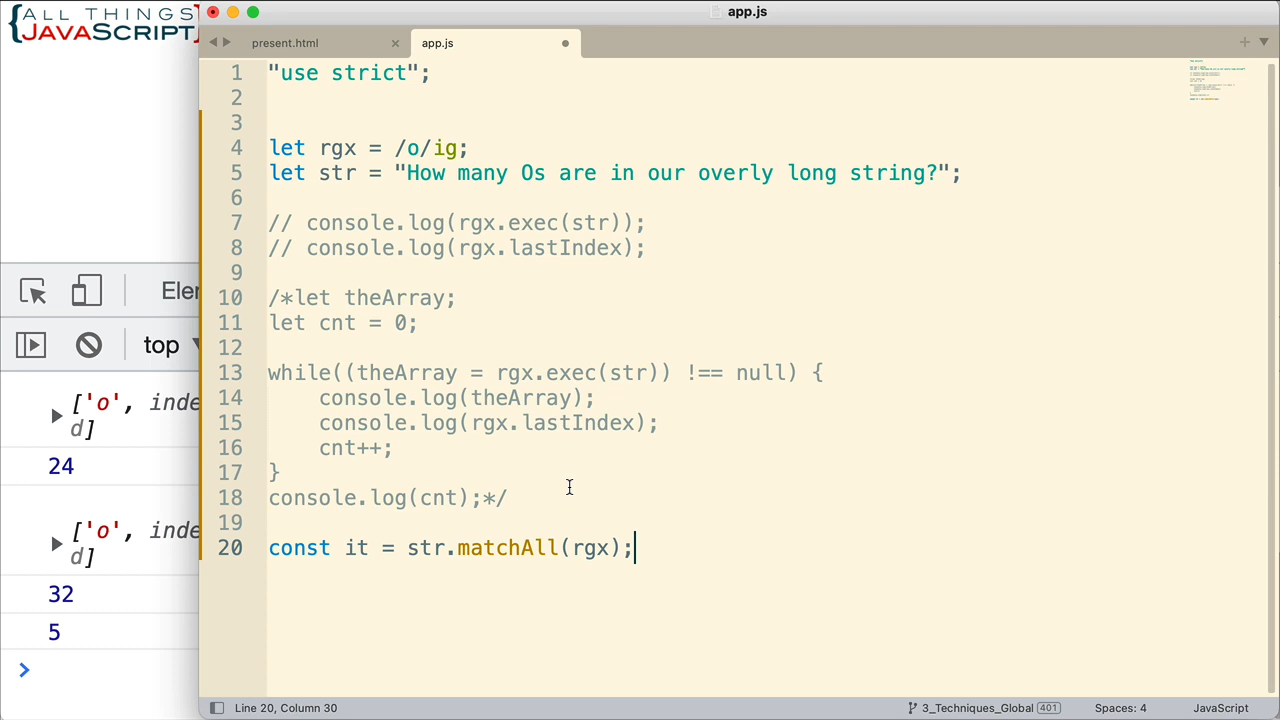 {ALL THINGS
JAVASCRIPT
app.js
present.html
app.js
1 "use strict";
2
3
4 let rgx = /o/ig;
5 let str = "How many Os are in our overly long string?";
6
7 // console.log(rgx.exec(str));
8 // console.log(rgx.lastIndex);
9
10 /*let theArray;
11 let cnt = 0;
12
13 while((theArray = rgx.exec(str)) !== null) {
14     console.log(theArray);
15     console.log(rgx.lastIndex);
16     cnt++;
17 }
18 console.log(cnt);*/
19
20 const it = str.matchAll(rgx);
Eler
top
['o', inde
d]
24
['o', inde
d]
32
5
>
Line 20, Column 30
3_Techniques_Global 401
Spaces: 4
JavaScript